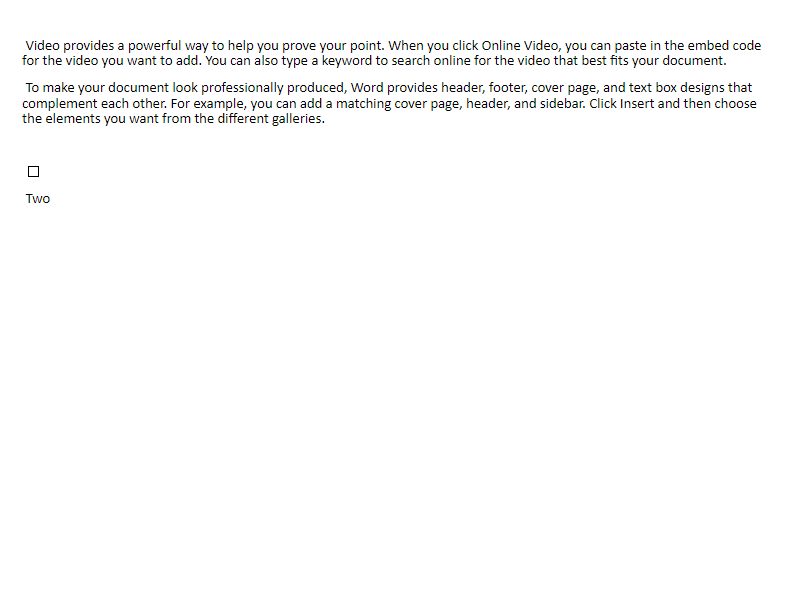 Video provides a powerful way to help you prove your point. When you click Online Video, you can paste in the embed code
for the video you want to add. You can also type a keyword to search online for the video that best fits your document.
To make your document look professionally produced, Word provides header, footer, cover page, and text box designs that
complement each other. For example, you can add a matching cover page, header, and sidebar. Click Insert and then choose
the elements you want from the different galleries.
☐
Two